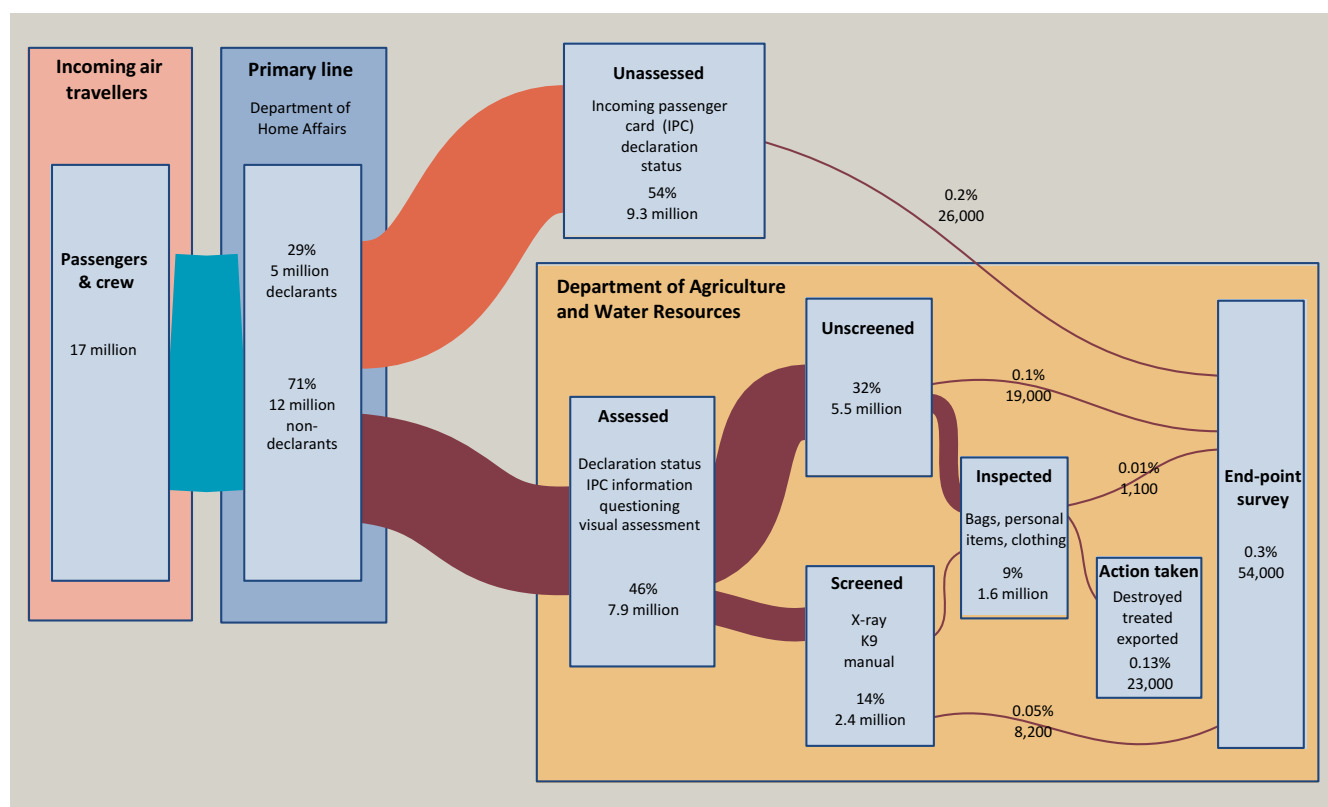 Incoming air
travellers
Passengers
& crew
17 million
Primary line
Department of
Home Affairs
29%
5 million
declarants
71%
12 million
non-
declarants
Unassessed
Incoming passenger
card (IPC)
declaration
status
54%
9.3 million
0.2%
26,000
Department of Agriculture
and Water Resources
Assessed
Declaration status
IPC information
questioning
visual assessment
46%
7.9 million
Unscreened
32%
5.5 million
0.1%
19,000
Screened
X-ray
K9
manual
14%
2.4 million
Inspected
Bags, personal
items, clothing
9%
1.6 million
0.01%
1,100
Action taken
Destroyed
treated
exported
0.13%
23,000
0.05%
8,200
End-point
survey
0.3%
54,000